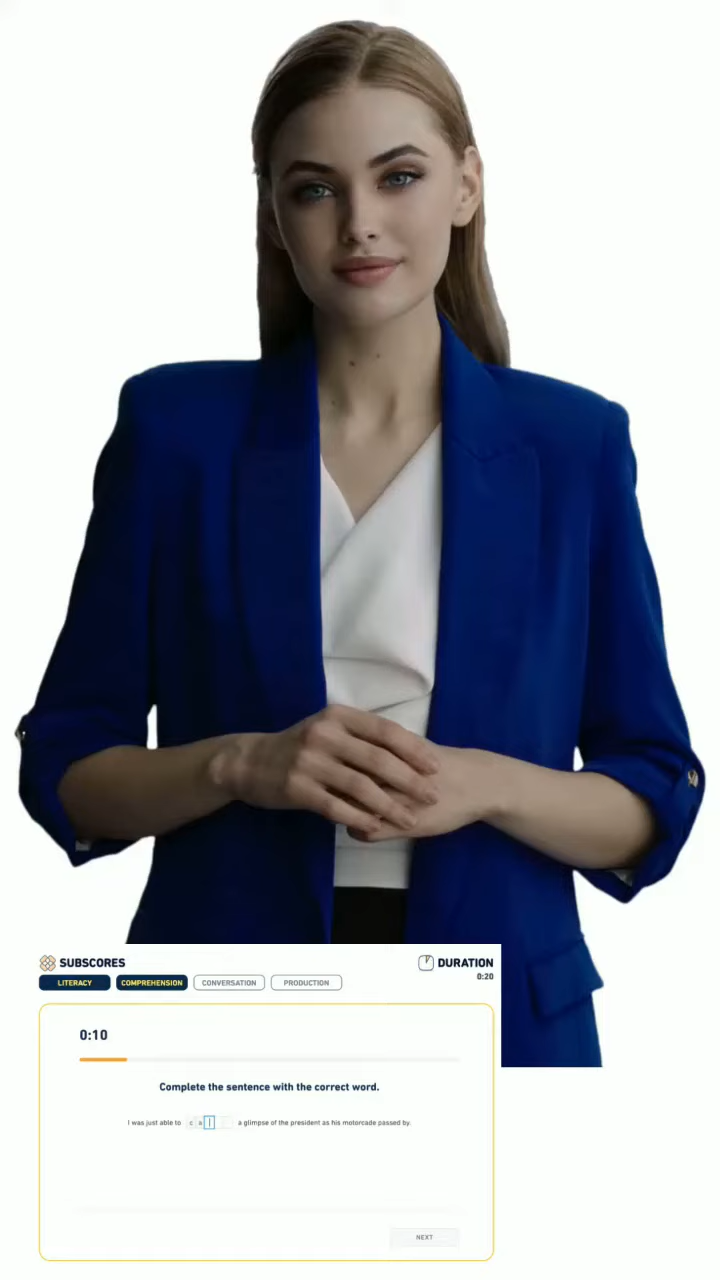 SUBSCORES
DURATION
0:20
LITERACY COMPREHENSION CONVERSATION PRODUCTION
0:10
Complete the sentence with the correct word.
I was just able to c a a glimpse of the president as his motorcade passed by.
NEXT